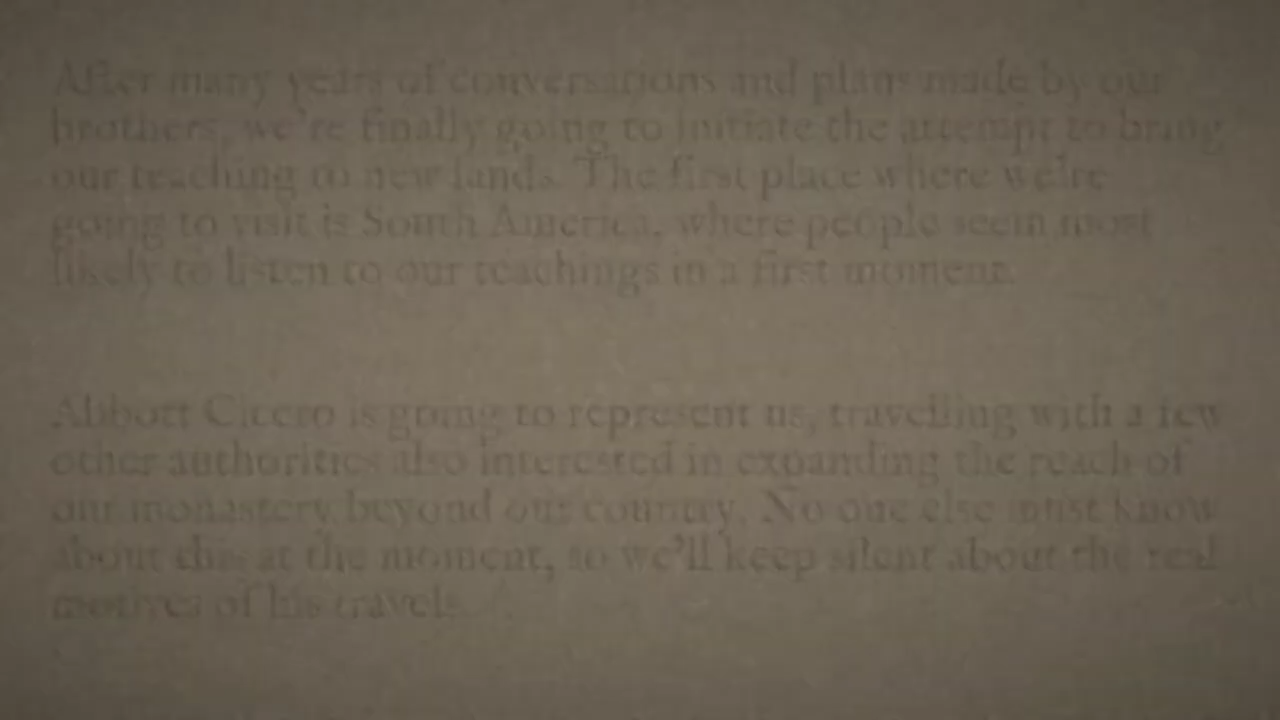 After many years of conversations and plans made by our
brothers, we're finally going to initiate the attempt to bring
our teaching to new lands. The first place where we're
going to visit is South America, where people seem most
likely to listen to our teachings in a first moment.
Abbott Cicero is going to represent us, travelling with a few
other authorities also interested in expanding the reach of
our monastery beyond our country. No one else must know
about this at the moment, so we'll keep silent about the real
motives of his travels.